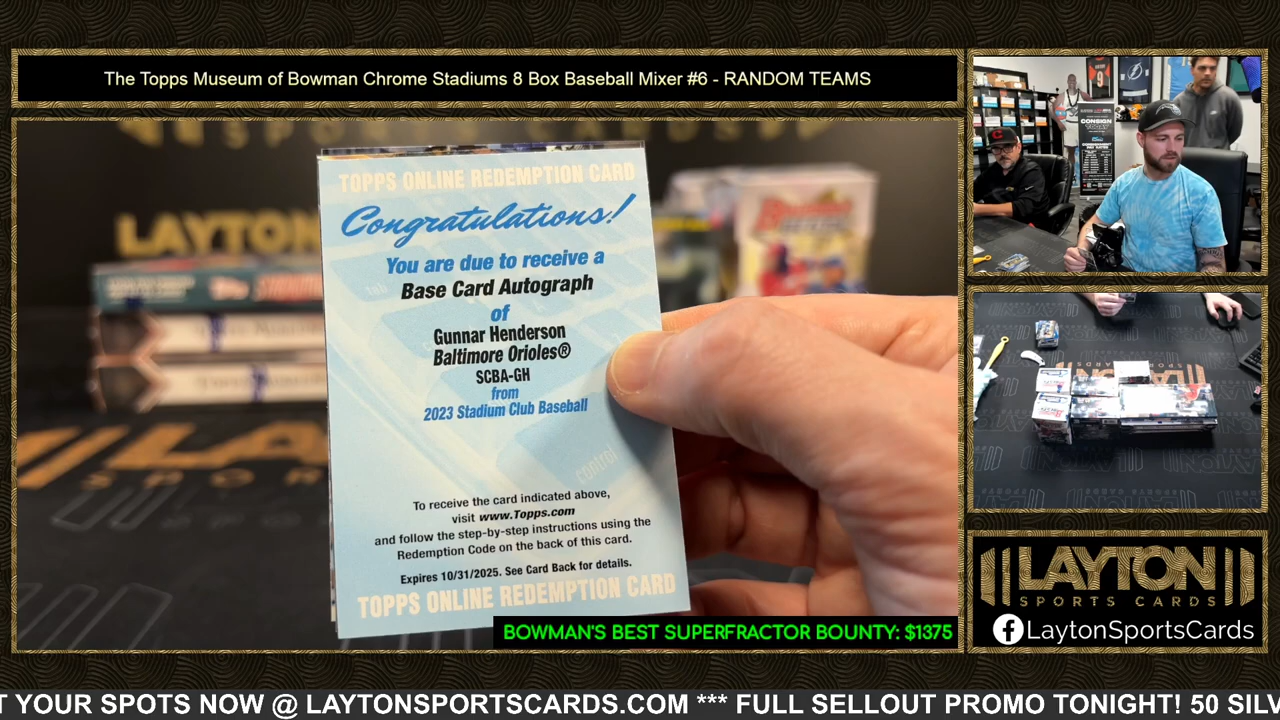 The Topps Museum of Bowman Chrome Stadiums 8 Box Baseball Mixer #6 - RANDOM TEAMS
TOPPS ONLINE REDEMPTION CARD
Congratulations!
You are due to receive a
Base Card Autograph
of
Gunnar Henderson
Baltimore Orioles®
SCBA-GH
from
2023 Stadium Club Baseball
control
To receive the card indicated above,
visit www.Topps.com
and follow the step-by-step instructions using the
Redemption Code on the back of this card.
Expires 10/31/2025. See Card Back for details.
TOPPS ONLINE REDEMPTION CARD
LAYTON
topps
BOWMAN'S BEST SUPERFRACTOR BOUNTY: $1375
CONSIGN
TODAY
LAYTON
SPORTS CARDS
LaytonSportsCards
T YOUR SPOTS NOW @ LAYTONSPORTSCARDS.COM *** FULL SELLOUT PROMO TONIGHT! 50 SILV